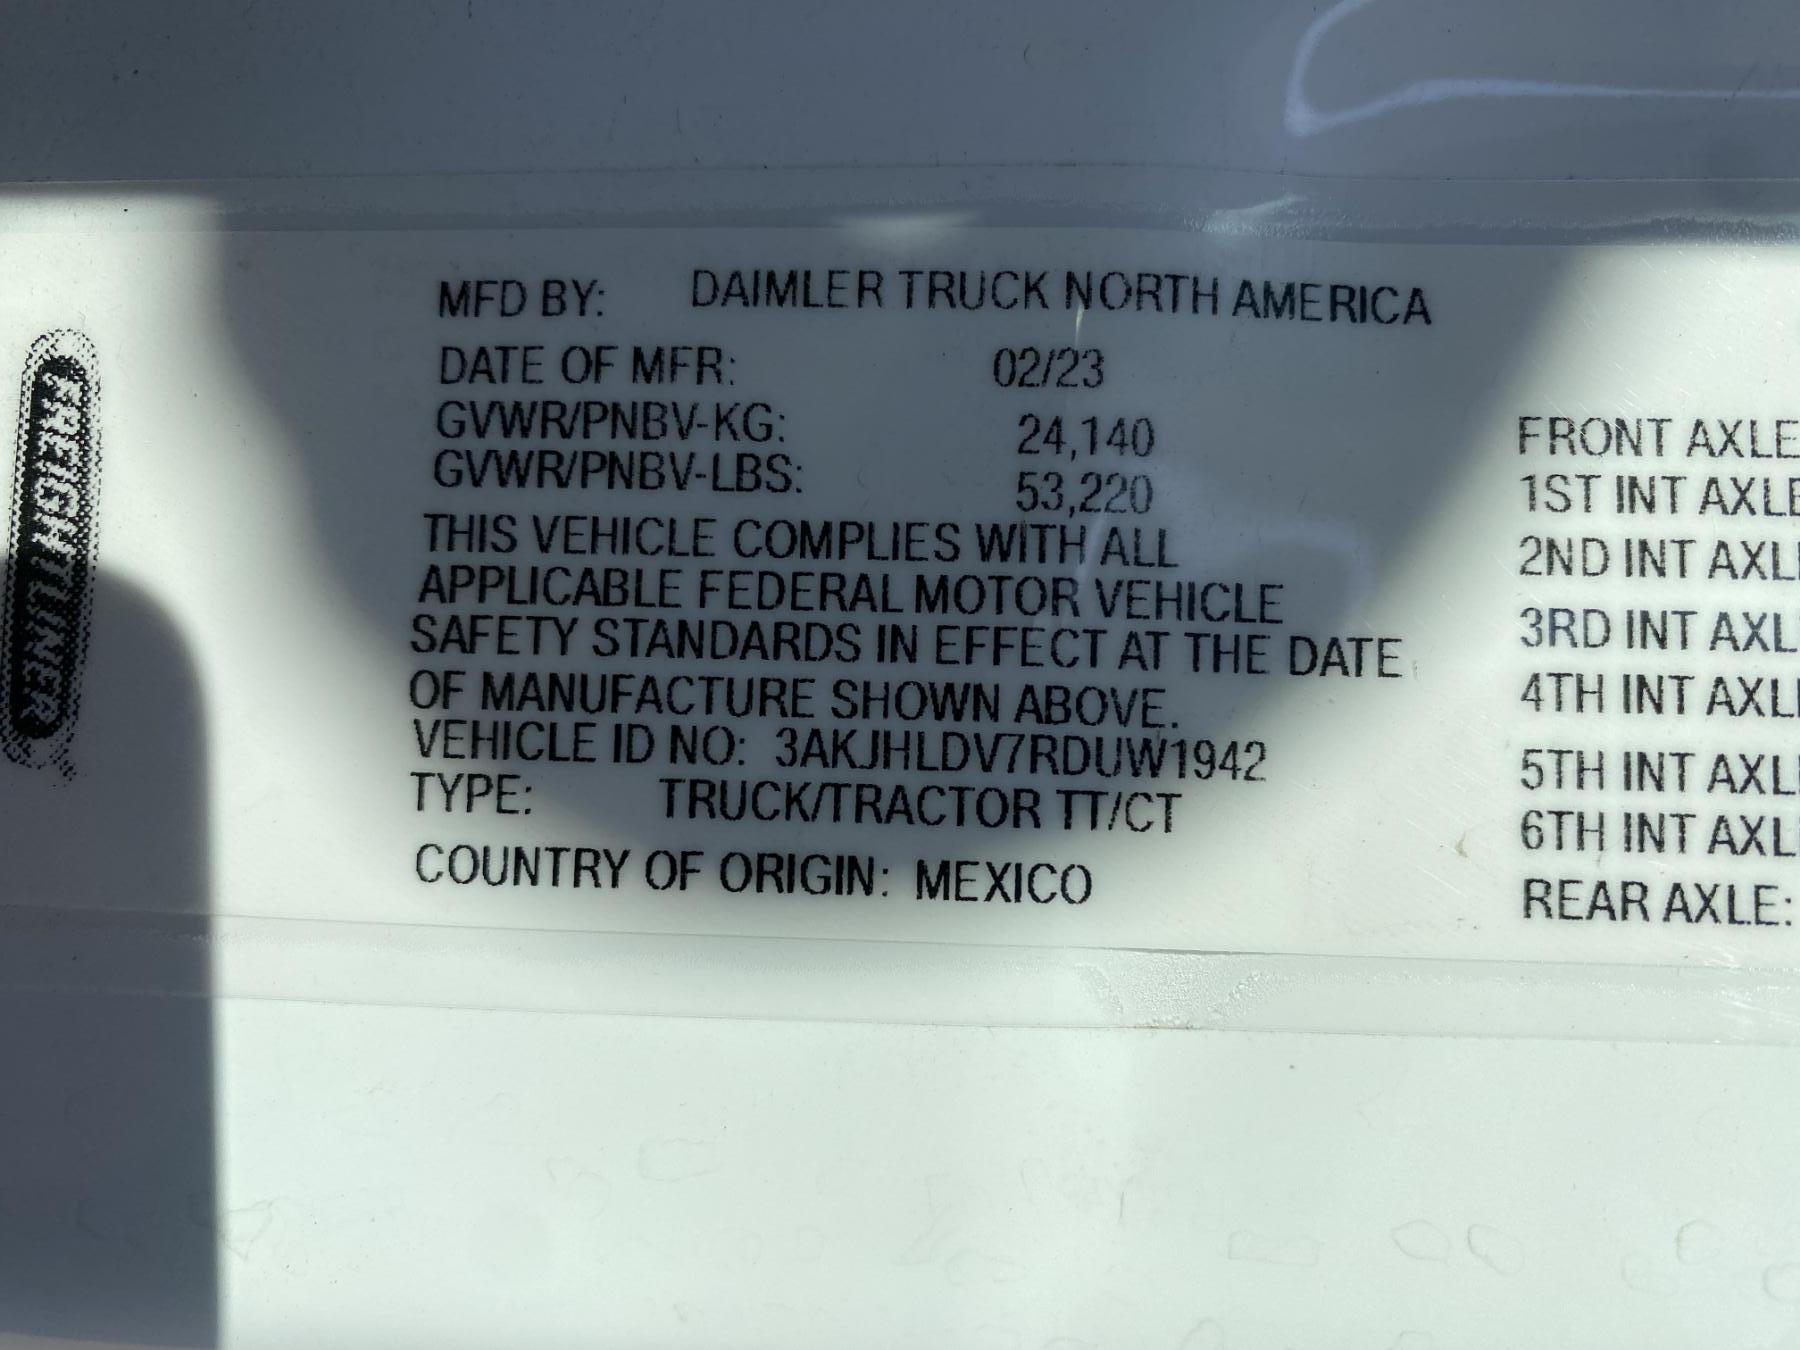 MFD BY: DAIMLER TRUCK NORTH AMERICA
DATE OF MFR: 02/23
GVWR/PNBV-KG: 24,140
GVWR/PNBV-LBS: 53,220
THIS VEHICLE COMPLIES WITH ALL
APPLICABLE FEDERAL MOTOR VEHICLE
SAFETY STANDARDS IN EFFECT AT THE DATE
OF MANUFACTURE SHOWN ABOVE.
VEHICLE ID NO: 3AKJHLDV7RDUW1942
TYPE: TRUCK/TRACTOR TT/CT
COUNTRY OF ORIGIN: MEXICO
FRONT AXLE
1ST INT AXLE
2ND INT AXL
3RD INT AXL
4TH INT AXL
5TH INT AXL
6TH INT AXL
REAR AXLE:
FREIGHTLINER